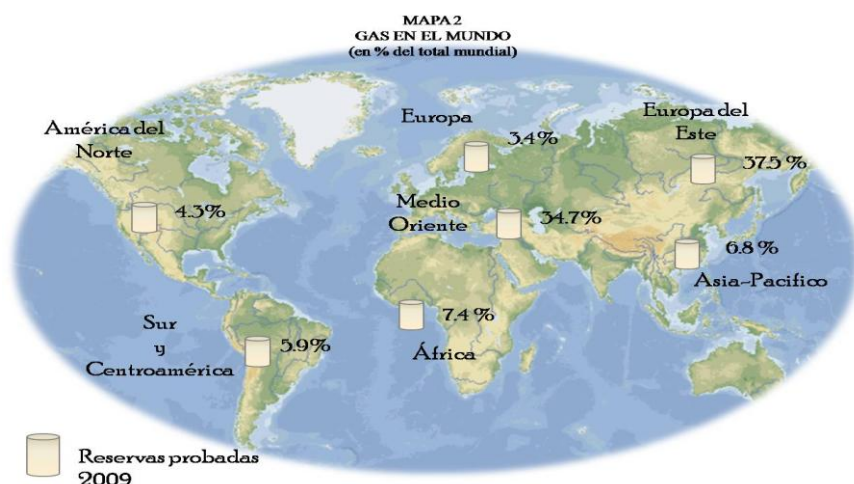 MAPA 2
GAS EN EL MUNDO
(en % del total mundial)
América del
Norte
4.3%
Europa
3.4%
Europa del
Este
37.5 %
Medio
Oriente
34.7%
6.8 %
Asia-Pacifico
Sur
y
Centroamérica
5.9%
7.4 %
África
Reservas probadas
2009